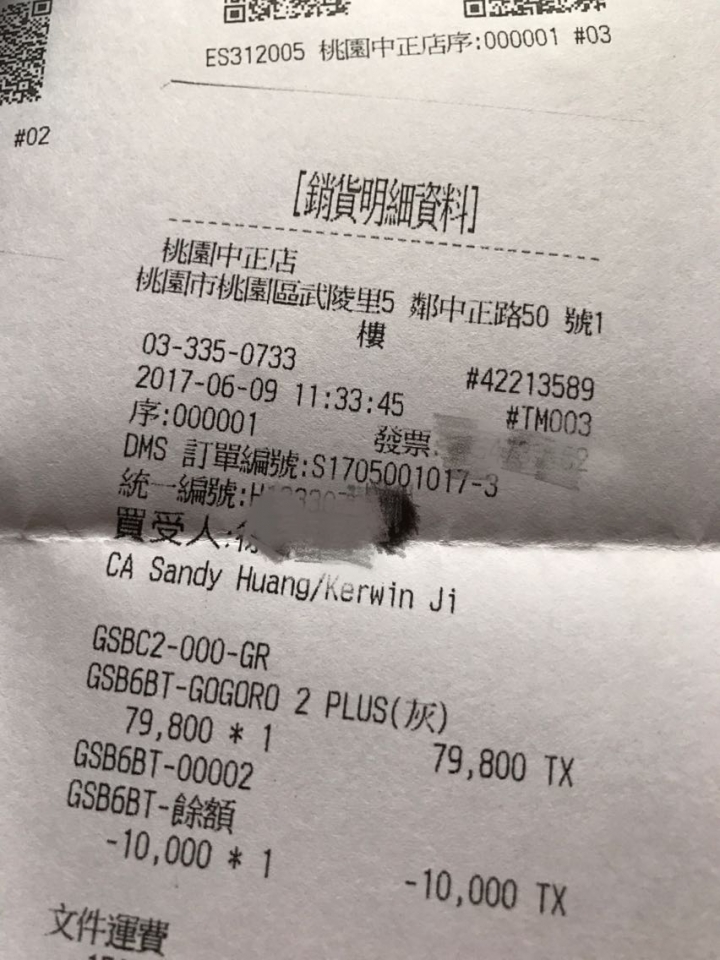 ES312005 桃園中正店序:000001 #03
#02
[銷貨明細資料]
桃園中正店
桃園市桃園區武陵里5 鄰中正路50 號1
樓
03-335-0733 #42213589
2017-06-09 11:33:45 #TM003
序:000001 發票
DMS 訂單編號:S1705001017-3
統一編號:
買受人:
CA Sandy Huang/Kerwin Ji
GSBC2-000-GR
GSB6BT-GOGORO 2 PLUS(灰)
79,800 * 1 79,800 TX
GSB6BT-00002
GSB6BT-餘額
-10,000 * 1 -10,000 TX
文件運費